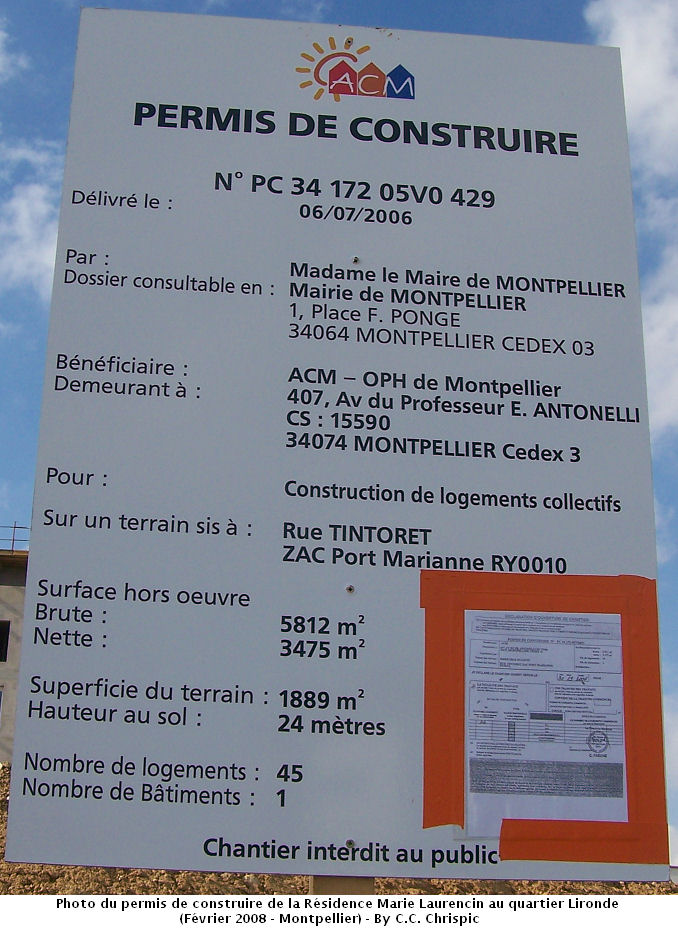 ACM
PERMIS DE CONSTRUIRE
N° PC 34 172 05V0 429
Délivré le : 06/07/2006
Par : Madame le Maire de MONTPELLIER
Dossier consultable en : Mairie de MONTPELLIER
1, Place F. PONGE
34064 MONTPELLIER CEDEX 03
Bénéficiaire : ACM – OPH de Montpellier
Demeurant à : 407, Av du Professeur E. ANTONELLI
CS : 15590
34074 MONTPELLIER Cedex 3
Pour : Construction de logements collectifs
Sur un terrain sis à : Rue TINTORET
ZAC Port Marianne RY0010
Surface hors oeuvre
Brute : 5812 m²
Nette : 3475 m²
Superficie du terrain : 1889 m²
Hauteur au sol : 24 mètres
Nombre de logements : 45
Nombre de Bâtiments : 1
Chantier interdit au public
DECLARATION D'OUVERTURE DE CHANTIER
Photo du permis de construire de la Résidence Marie Laurencin au quartier Lironde
(Février 2008 - Montpellier) - By C.C. Chrispic